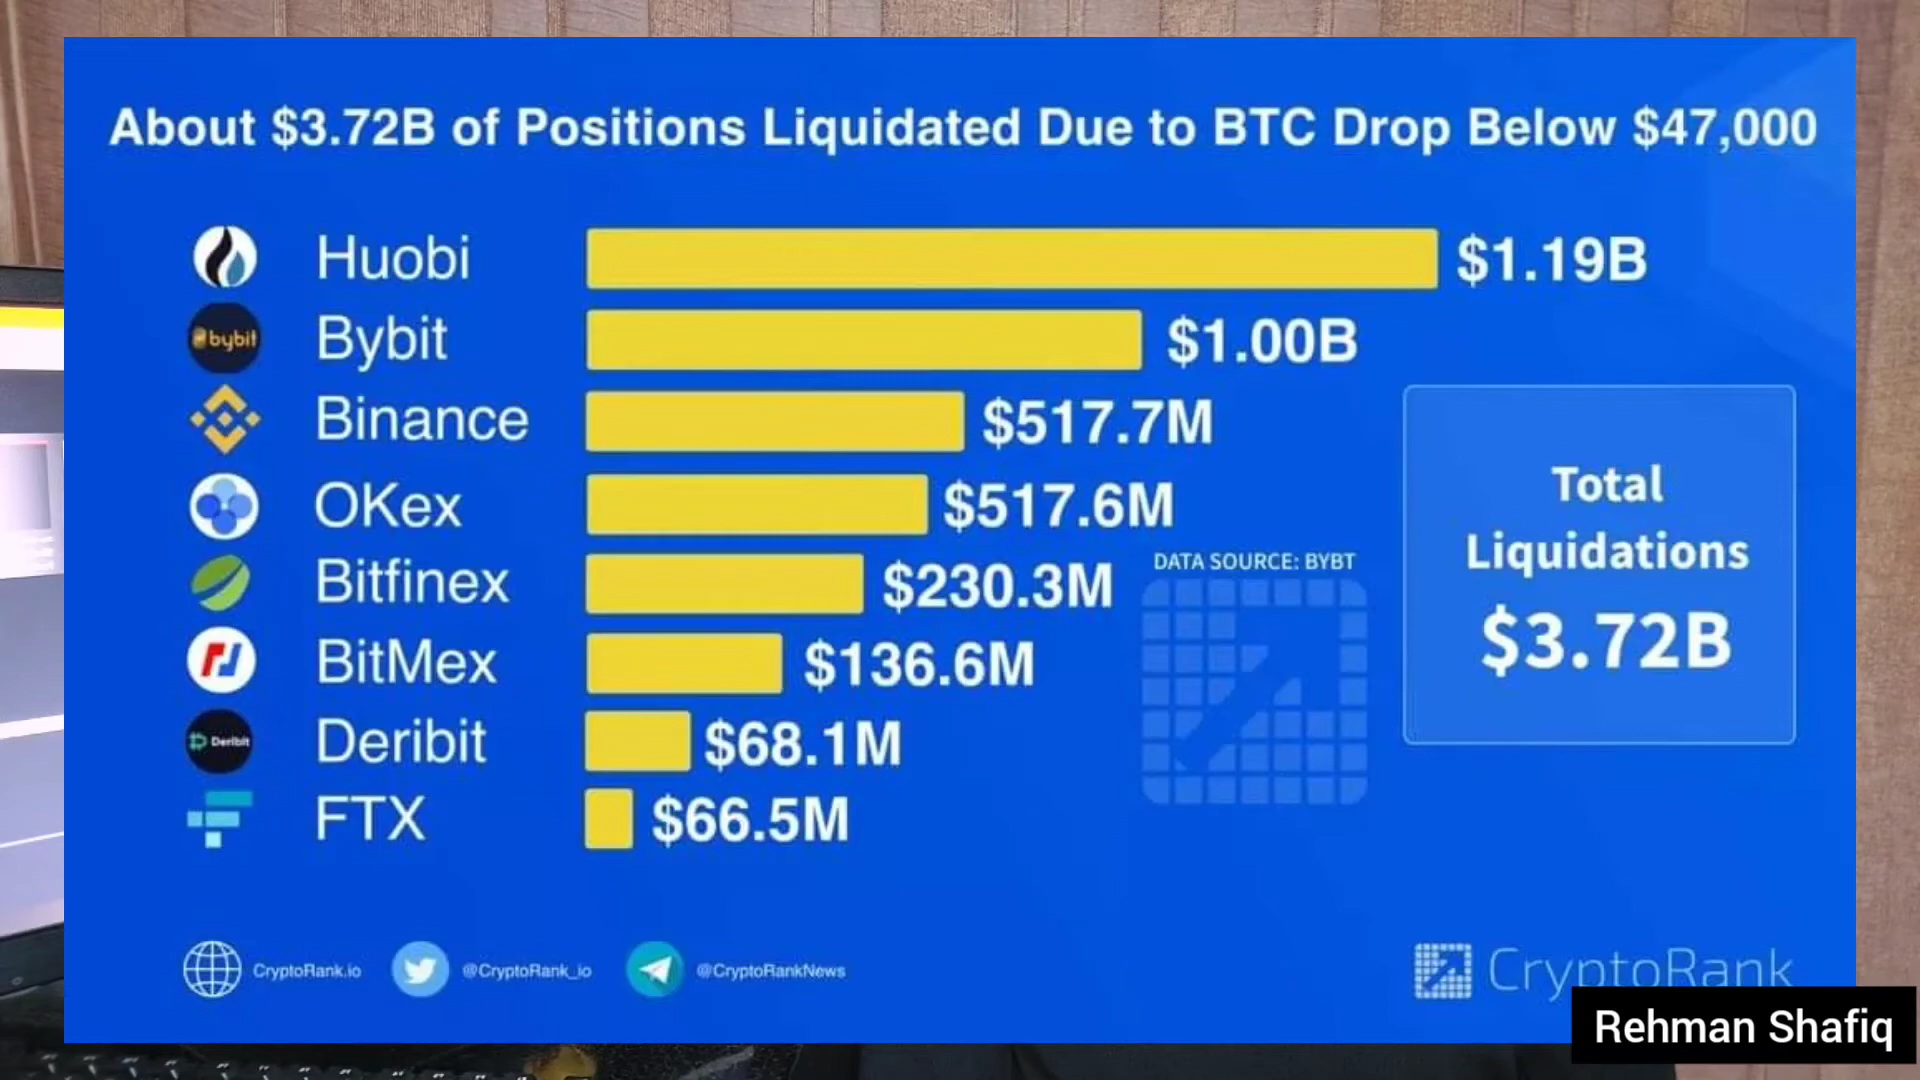 About $3.72B of Positions Liquidated Due to BTC Drop Below $47,000
Huobi $1.19B
bybit Bybit $1.00B
Binance $517.7M
OKex $517.6M
Bitfinex $230.3M
BitMex $136.6M
Deribit Deribit $68.1M
FTX $66.5M
DATA SOURCE: BYBT
Total
Liquidations
$3.72B
CryptoRank.io @CryptoRank_io @CryptoRankNews
CryptoRank
Rehman Shafiq